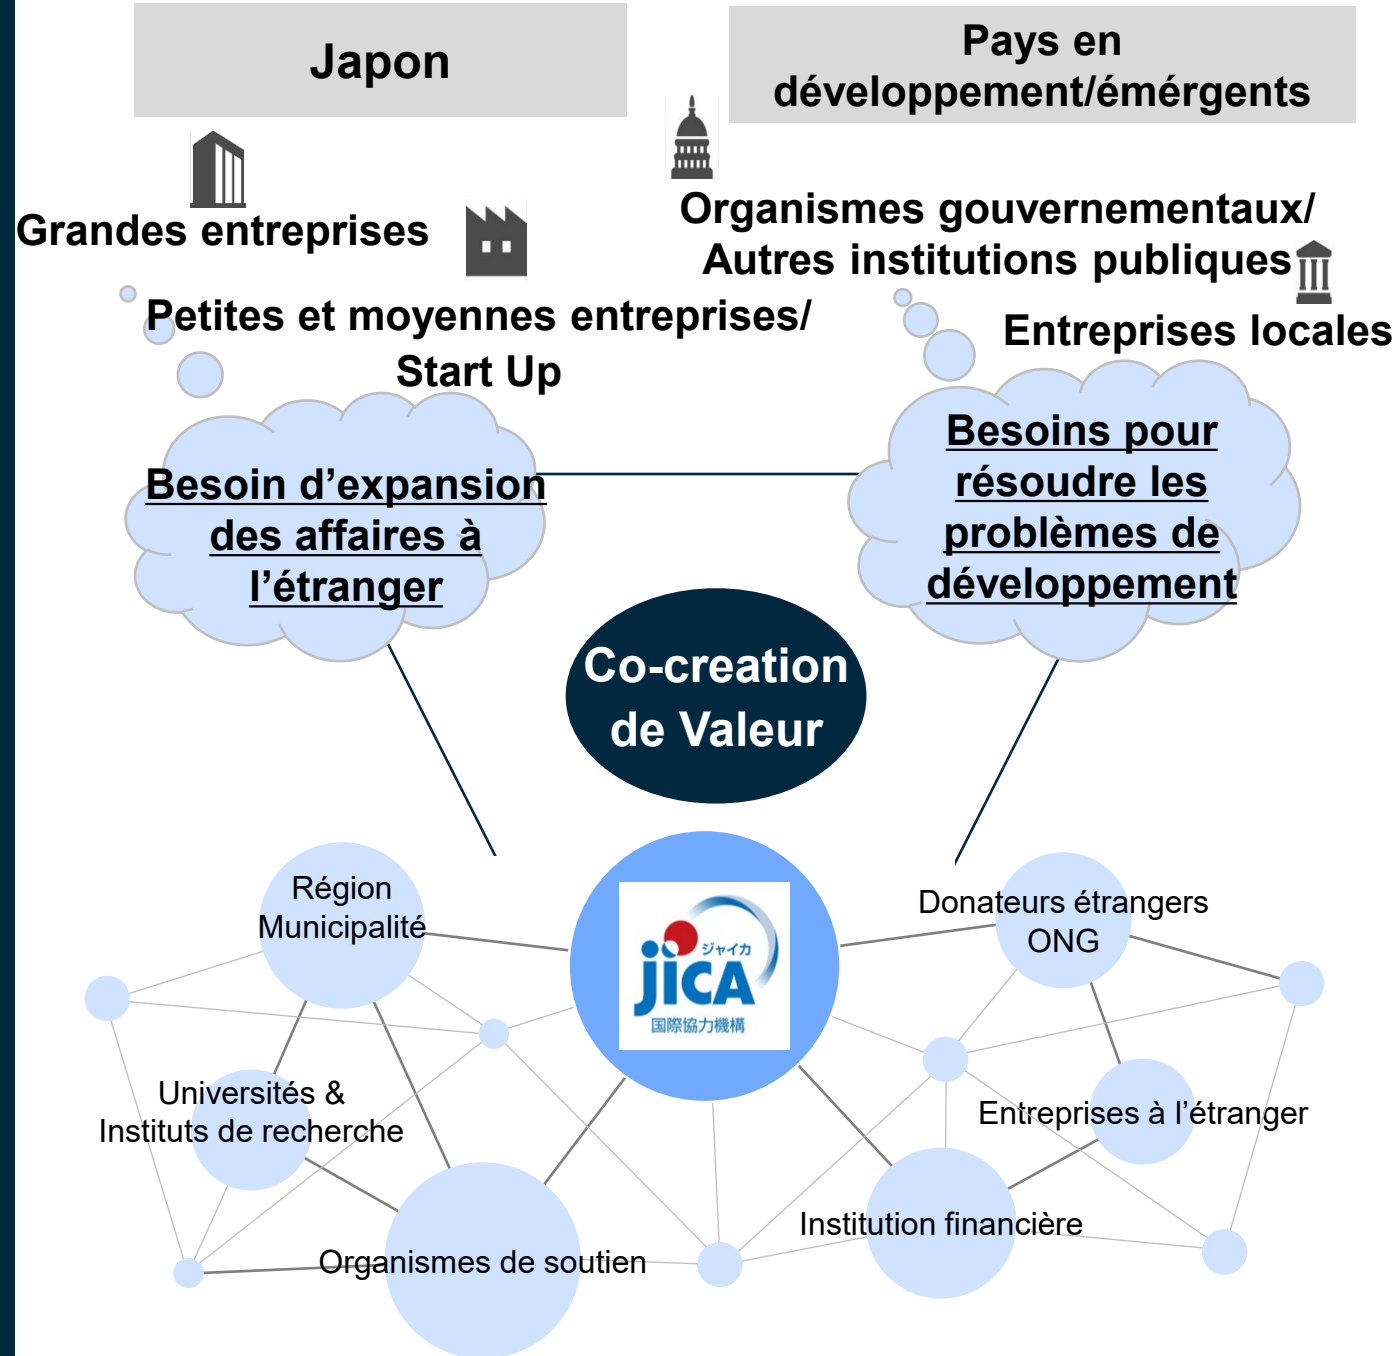 Japon
Pays en
développement/émérgents
Grandes entreprises
Petites et moyennes entreprises/
Start Up
Organismes gouvernementaux/
Autres institutions publiques
Entreprises locales
Besoin d’expansion
des affaires à
l’étranger
Besoins pour
résoudre les
problèmes de
développement
Co-creation
de Valeur
Région
Municipalité
ジャイカ
JICA
国際協力機構
Donateurs étrangers
ONG
Universités &
Instituts de recherche
Entreprises à l’étranger
Institution financière
Organismes de soutien